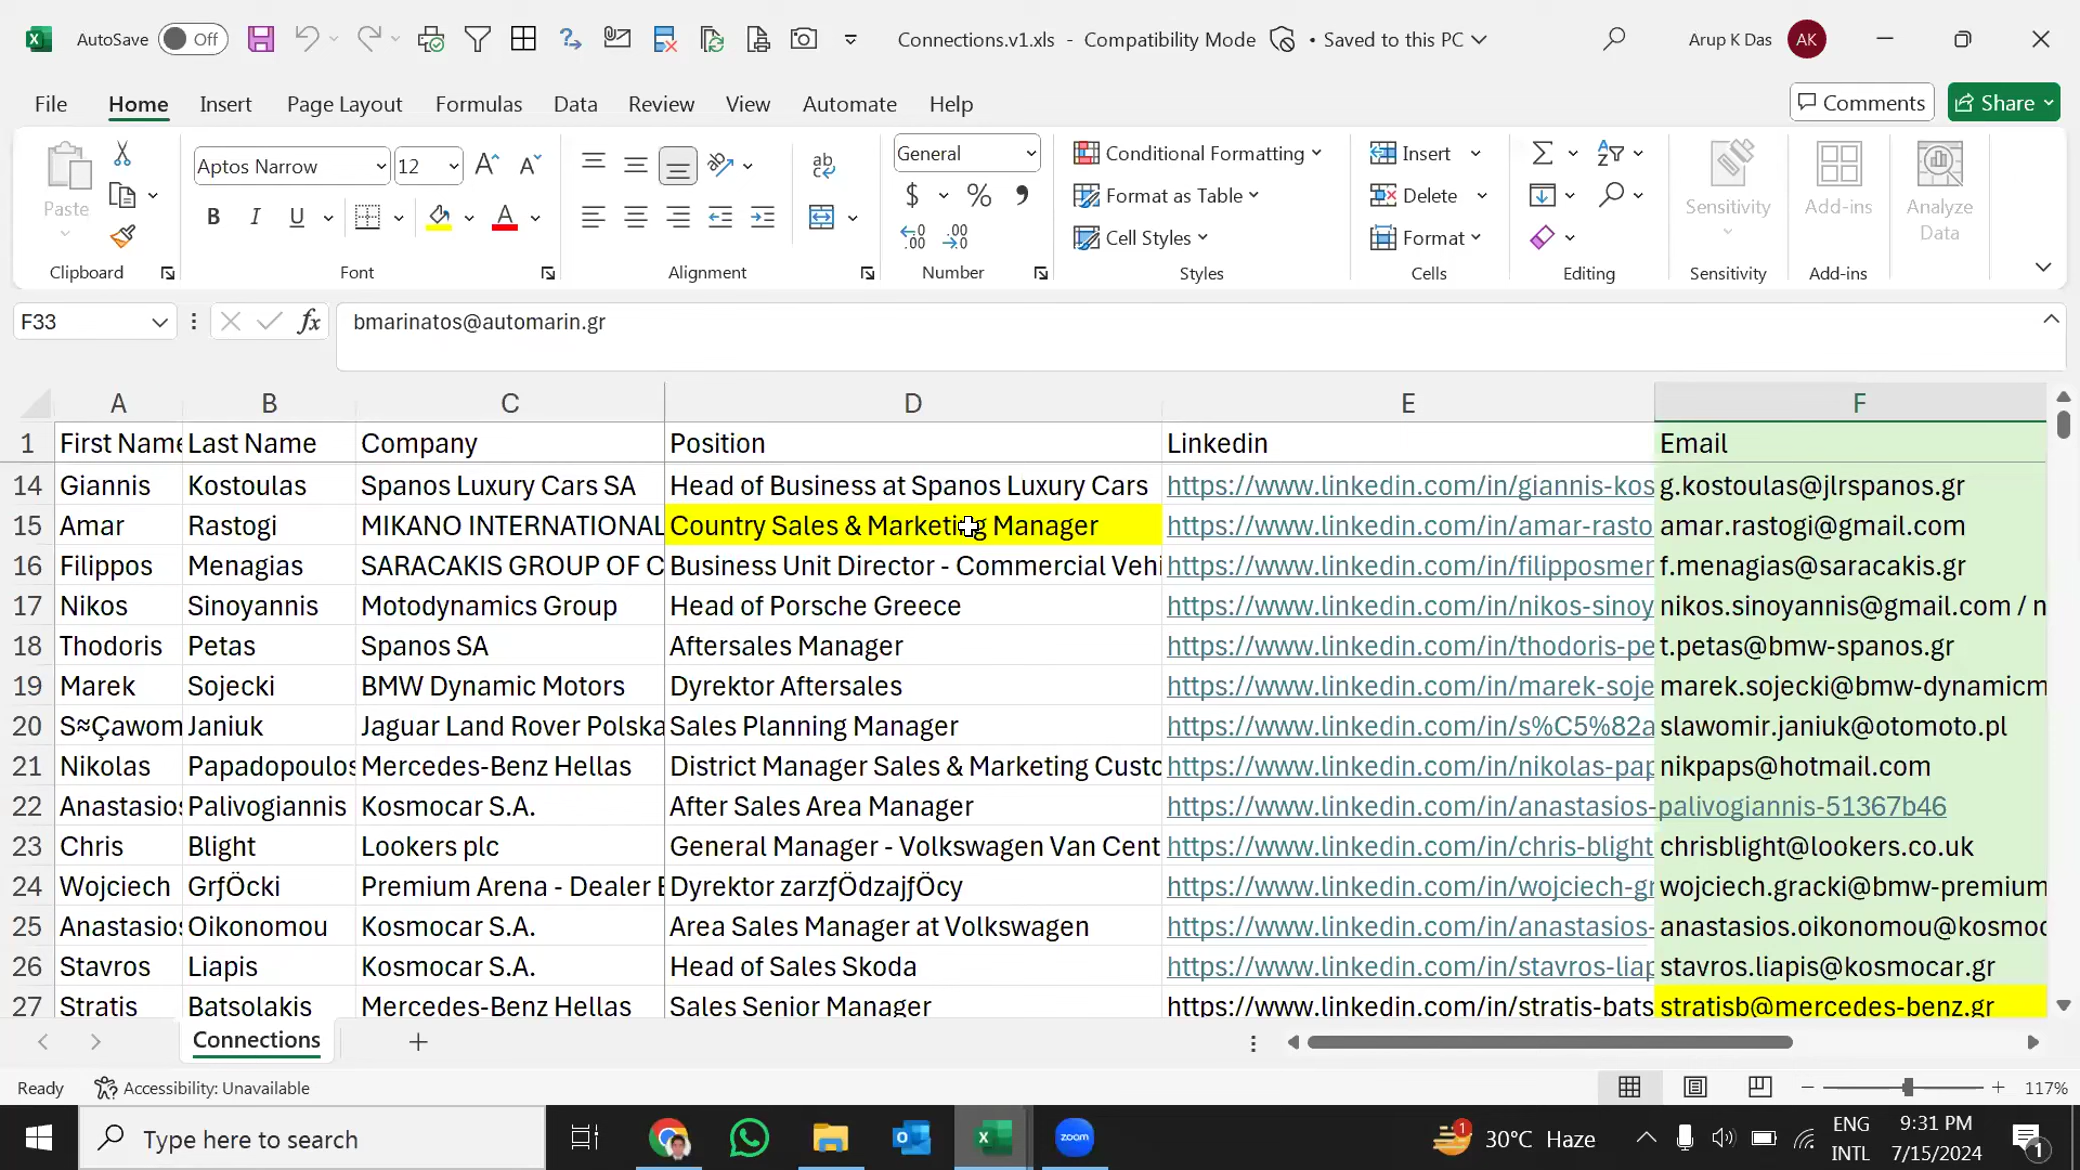 AutoSave Off Connections.v1.xls - Compatibility Mode • Saved to this PC Arup K Das AK
File Home Insert Page Layout Formulas Data Review View Automate Help Comments Share
Paste Aptos Narrow 12 General Conditional Formatting Insert Sensitivity Add-ins Analyze Data
Format as Table Delete
B I U Cell Styles Format
Clipboard Font Alignment Number Styles Cells Editing Sensitivity Add-ins
F33 fx bmarinatos@automarin.gr
A B C D E F
1 First Name Last Name Company Position Linkedin Email
14 Giannis Kostoulas Spanos Luxury Cars SA Head of Business at Spanos Luxury Cars https://www.linkedin.com/in/giannis-kos g.kostoulas@jlrspanos.gr
15 Amar Rastogi MIKANO INTERNATIONAL Country Sales & Marketing Manager https://www.linkedin.com/in/amar-rasto amar.rastogi@gmail.com
16 Filippos Menagias SARACAKIS GROUP OF C Business Unit Director - Commercial Vehi https://www.linkedin.com/in/filipposmer f.menagias@saracakis.gr
17 Nikos Sinoyannis Motodynamics Group Head of Porsche Greece https://www.linkedin.com/in/nikos-sinoy nikos.sinoyannis@gmail.com / n
18 Thodoris Petas Spanos SA Aftersales Manager https://www.linkedin.com/in/thodoris-pe t.petas@bmw-spanos.gr
19 Marek Sojecki BMW Dynamic Motors Dyrektor Aftersales https://www.linkedin.com/in/marek-soje marek.sojecki@bmw-dynamicm
20 S≈Çawom Janiuk Jaguar Land Rover Polska Sales Planning Manager https://www.linkedin.com/in/s%C5%82a slawomir.janiuk@otomoto.pl
21 Nikolas Papadopoulos Mercedes-Benz Hellas District Manager Sales & Marketing Custo https://www.linkedin.com/in/nikolas-pap nikpaps@hotmail.com
22 Anastasios Palivogiannis Kosmocar S.A. After Sales Area Manager https://www.linkedin.com/in/anastasios-palivogiannis-51367b46
23 Chris Blight Lookers plc General Manager - Volkswagen Van Cent https://www.linkedin.com/in/chris-blight chrisblight@lookers.co.uk
24 Wojciech GrƒÖcki Premium Arena - Dealer B Dyrektor zarzƒÖdzajƒÖcy https://www.linkedin.com/in/wojciech-gr wojciech.gracki@bmw-premium
25 Anastasios Oikonomou Kosmocar S.A. Area Sales Manager at Volkswagen https://www.linkedin.com/in/anastasios- anastasios.oikonomou@kosmoc
26 Stavros Liapis Kosmocar S.A. Head of Sales Skoda https://www.linkedin.com/in/stavros-liap stavros.liapis@kosmocar.gr
27 Stratis Batsolakis Mercedes-Benz Hellas Sales Senior Manager https://www.linkedin.com/in/stratis-bats stratisb@mercedes-benz.gr
Connections
Ready Accessibility: Unavailable 117%
Type here to search zoom 1 30°C Haze ENG INTL 9:31 PM 7/15/2024 1